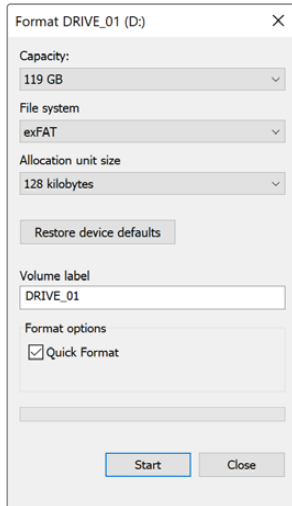 Format DRIVE_01 (D:)
Capacity:
119 GB
File system
exFAT
Allocation unit size
128 kilobytes
Restore device defaults
Volume label
DRIVE_01
Format options
Quick Format
Start Close